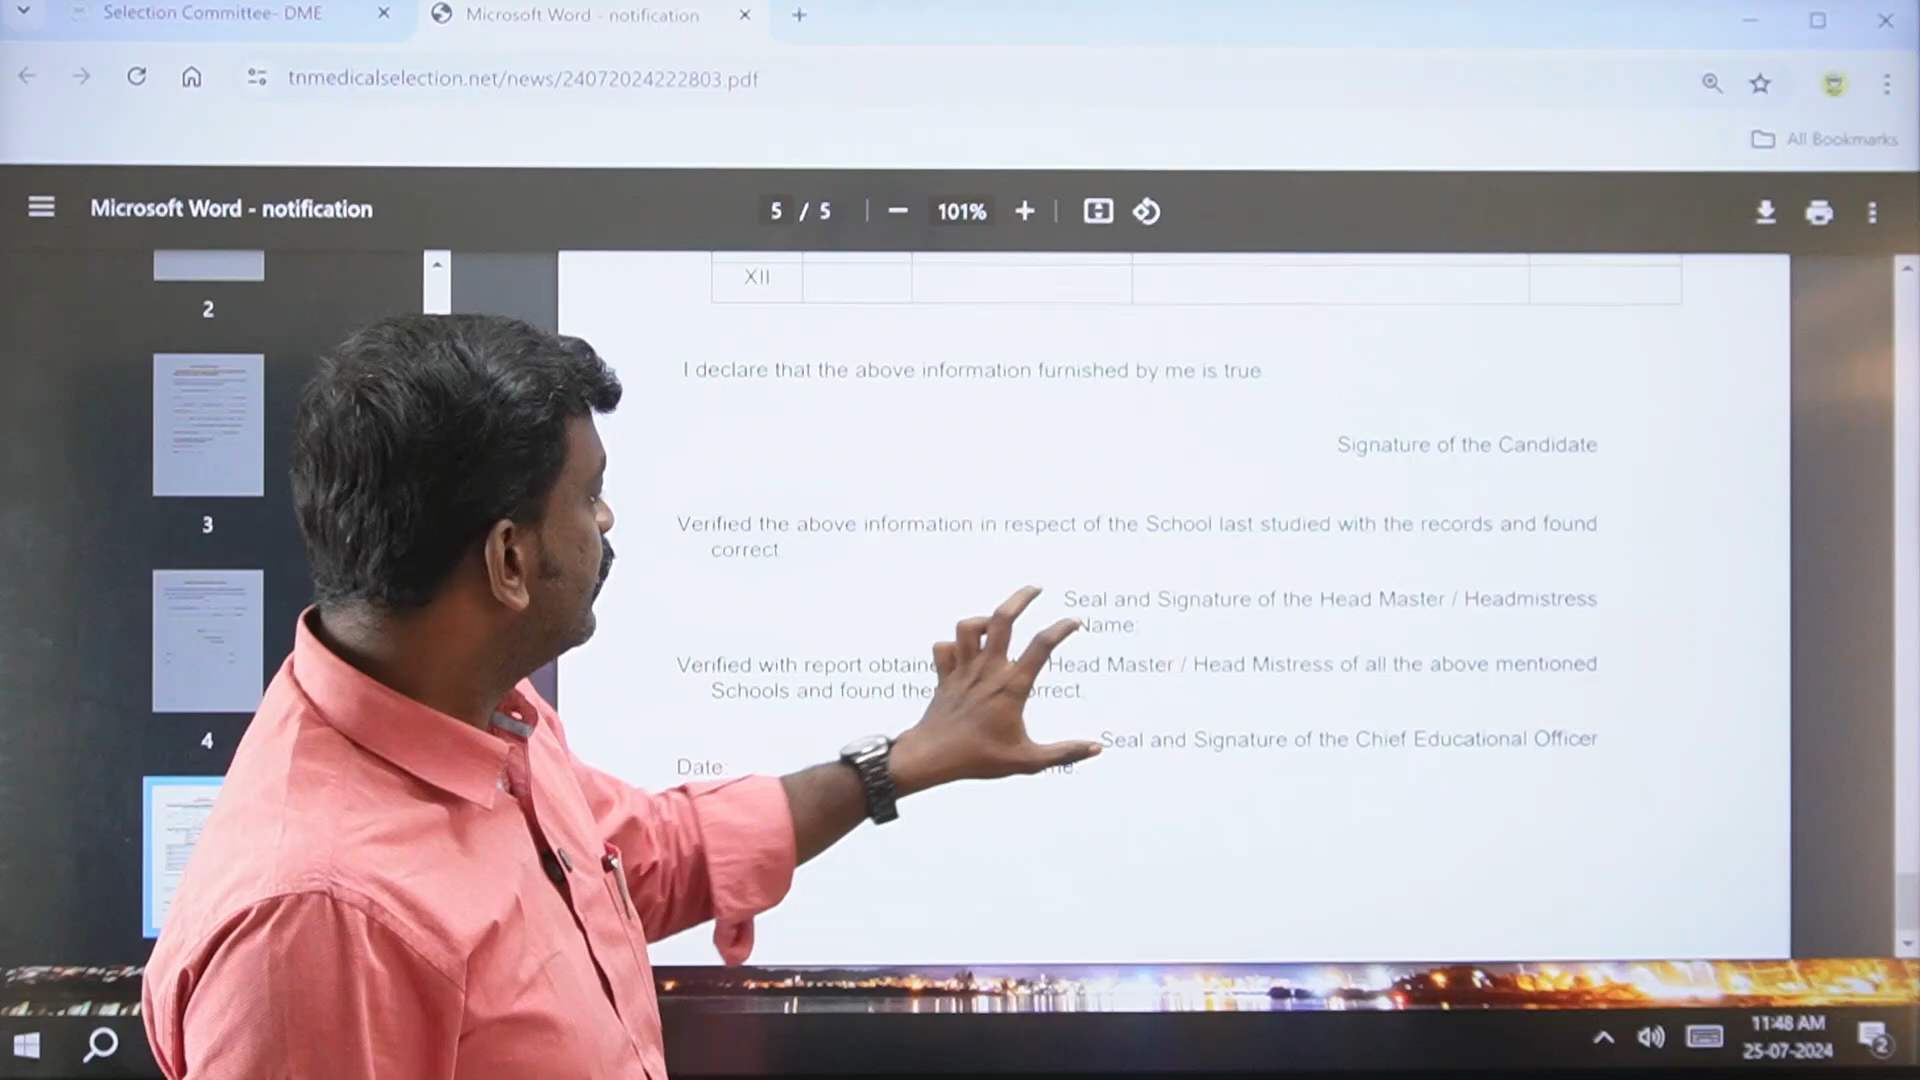 Selection Committee- DME
Microsoft Word - notification
tnmedicalselection.net/news/24072024222803.pdf
All Bookmarks
Microsoft Word - notification
5 / 5
101%
2
3
4
XII
I declare that the above information furnished by me is true
Signature of the Candidate
Verified the above information in respect of the School last studied with the records and found
correct
Seal and Signature of the Head Master / Headmistress
Name:
Verified with report Head Master / Head Mistress of all the above mentioned
Schools and found
Seal and Signature of the Chief Educational Officer
Date:
11:48 AM
25-07-2024
2